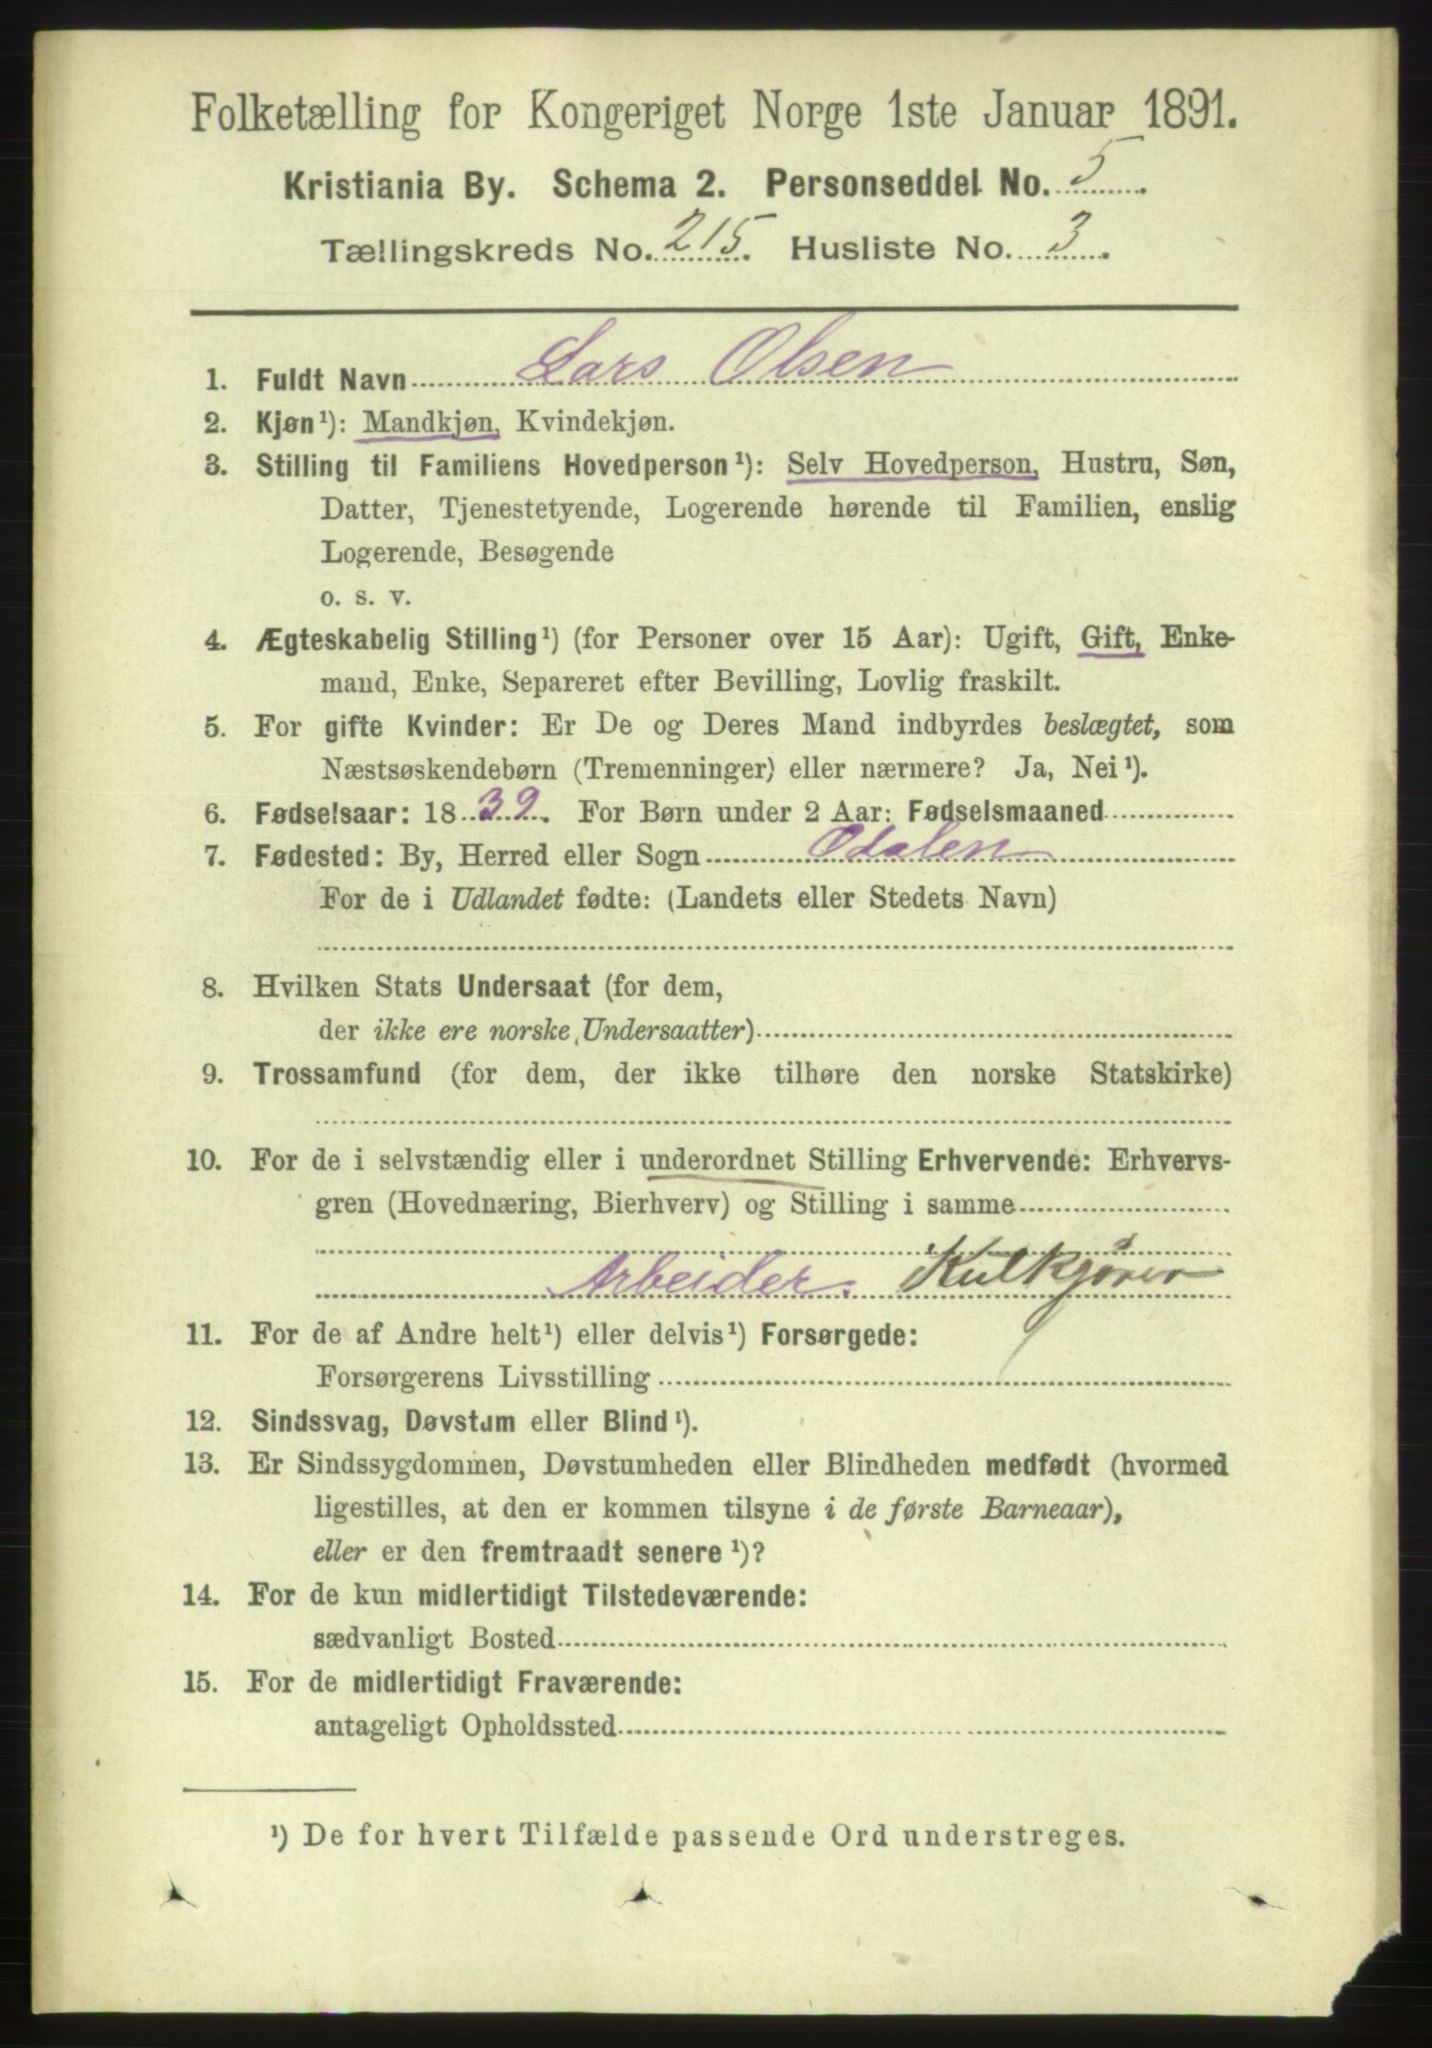 Folketælling for Kongeriget Norge 1ste Januar 1891.
Kristiania By. Schema 2. Personseddel No. 5.
Tællingskreds No. 215. Husliste No. 3.
1. Fuldt Navn Lars Olsen
2. Kjøn¹): Mandkjøn, Kvindekjøn.
3. Stilling til Familiens Hovedperson¹): Selv Hovedperson, Hustru, Søn,
Datter, Tjenestetyende, Logerende hørende til Familien, enslig
Logerende, Besøgende
o. s. v.
4. Ægteskabelig Stilling¹) (for Personer over 15 Aar): Ugift, Gift, Enke-
mand, Enke, Separeret efter Bevilling, Lovlig fraskilt.
5. For gifte Kvinder: Er De og Deres Mand indbyrdes beslægtet, som
Næstsøskendebørn (Tremenninger) eller nærmere? Ja, Nei¹).
6. Fødselsaar: 1839. For Børn under 2 Aar: Fødselsmaaned
7. Fødested: By, Herred eller Sogn Odalen
For de i Udlandet fødte: (Landets eller Stedets Navn)
8. Hvilken Stats Undersaat (for dem,
der ikke ere norske Undersaatter)
9. Trossamfund (for dem, der ikke tilhøre den norske Statskirke)
10. For de i selvstændig eller i underordnet Stilling Erhvervende: Erhvervs-
gren (Hovednæring, Bierhverv) og Stilling i samme
Arbeider. Kulkjører
11. For de af Andre helt¹) eller delvis¹) Forsørgede:
Forsørgerens Livsstilling
12. Sindssvag, Døvstum eller Blind¹).
13. Er Sindssygdommen, Døvstumheden eller Blindheden medfødt (hvormed
ligestilles, at den er kommen tilsyne i de første Barneaar),
eller er den fremtraadt senere¹)?
14. For de kun midlertidigt Tilstedeværende:
sædvanligt Bosted
15. For de midlertidigt Fraværende:
antageligt Opholdssted
¹) De for hvert Tilfælde passende Ord understreges.